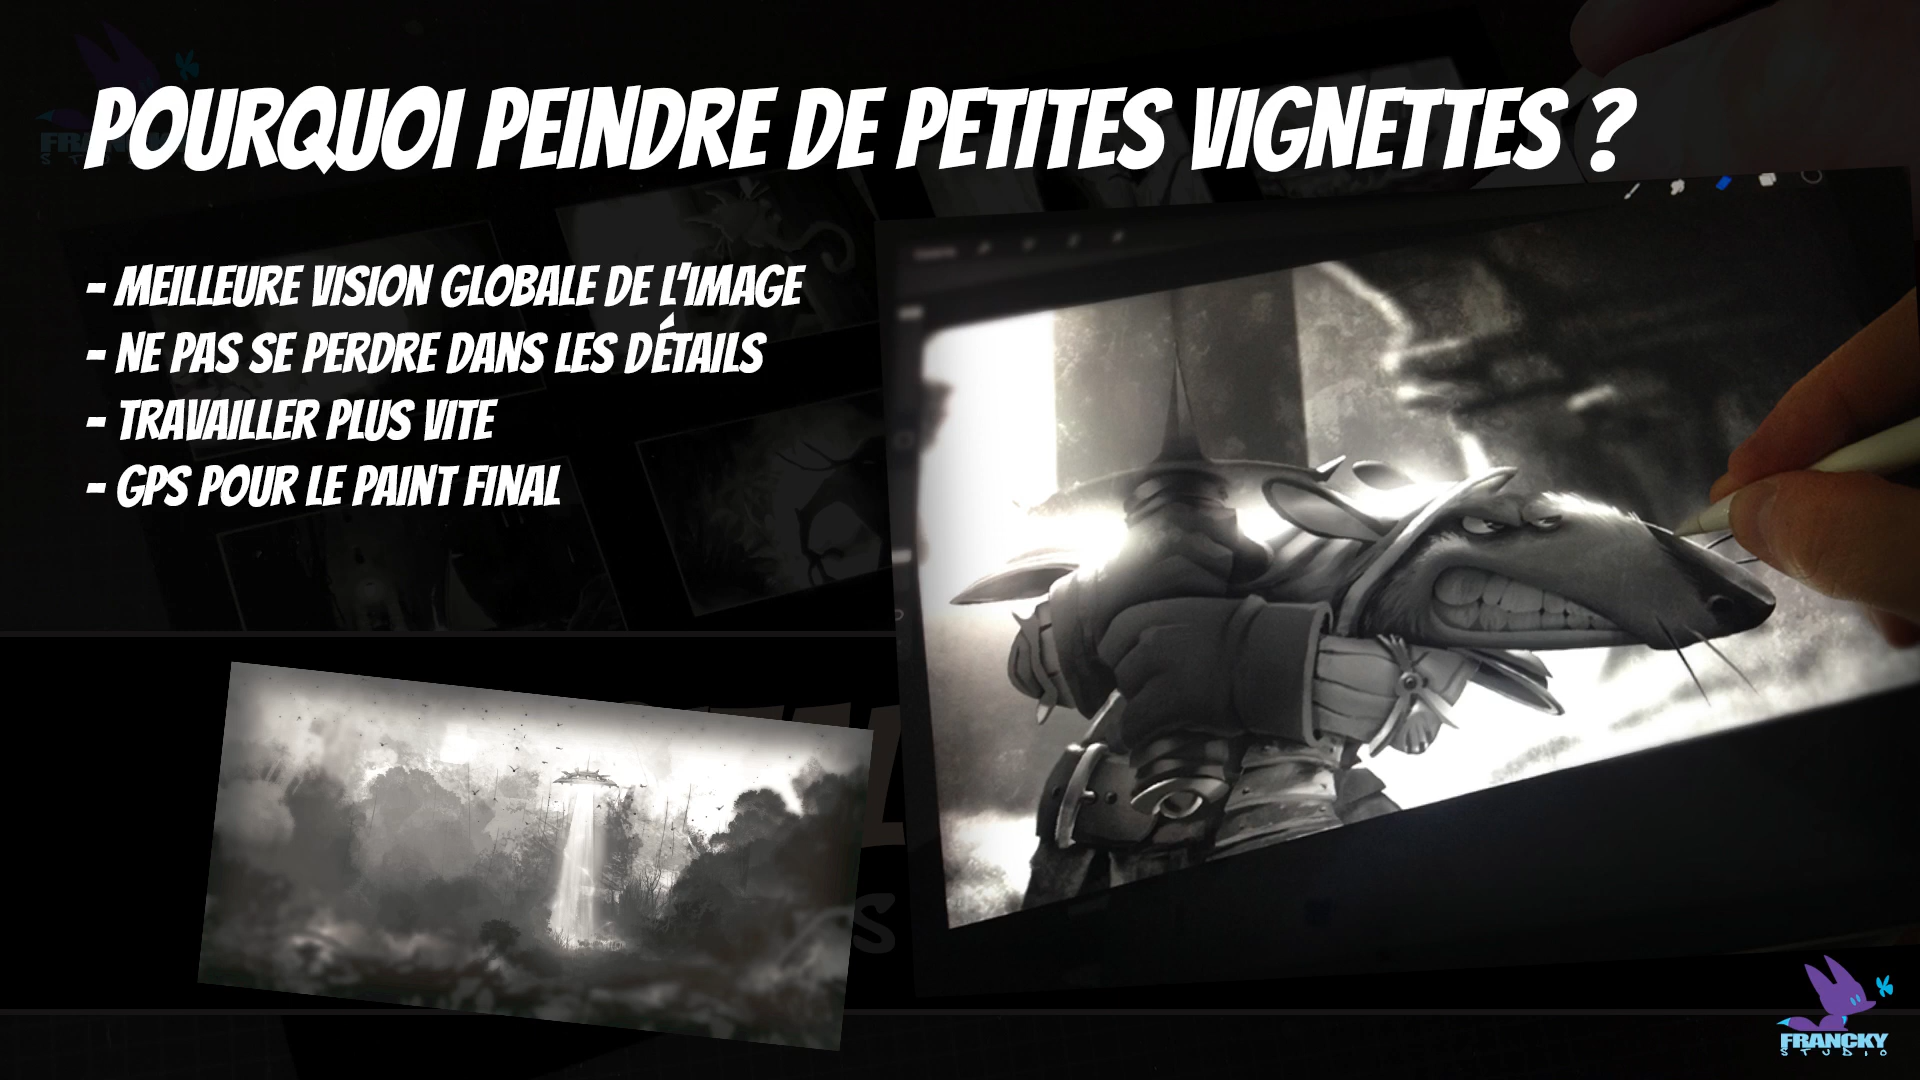 POURQUOI PEINDRE DE PETITES VIGNETTES ?
- MEILLEURE VISION GLOBALE DE L'IMAGE
- NE PAS SE PERDRE DANS LES DÉTAILS
- TRAVAILLER PLUS VITE
- GPS POUR LE PAINT FINAL
FRANCKY
STUDIO